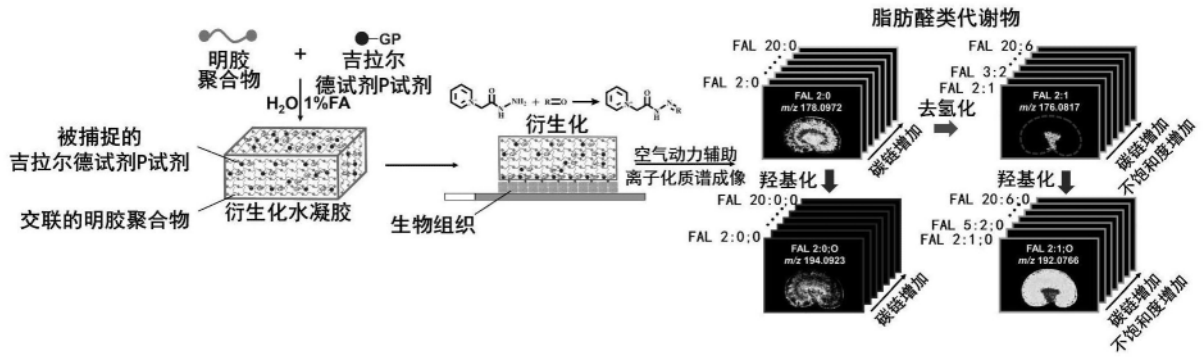 明胶
聚合物
+
GP
吉拉尔
德试剂P试剂
H₂O 1%FA
被捕捉的
吉拉尔德试剂P试剂
交联的明胶聚合物
衍生化水凝胶
N⁺ O N H NH₂ + R=O
N⁺ O N H N R
衍生化
生物组织
空气动力辅助
离子化质谱成像
脂肪醛类代谢物
FAL 20:0
FAL 2:0
FAL 2:0
m/z 178.0972
碳链增加
去氢化
FAL 20:6
FAL 3:2
FAL 2:1
FAL 2:1
m/z 176.0817
碳链增加
不饱和度增加
羟基化
羟基化
FAL 20:0;0
FAL 2:0;0
FAL 2:0;O
m/z 194.0923
碳链增加
FAL 20:6;0
FAL 5:2;0
FAL 2:1;0
FAL 2:1;O
m/z 192.0766
碳链增加
不饱和度增加